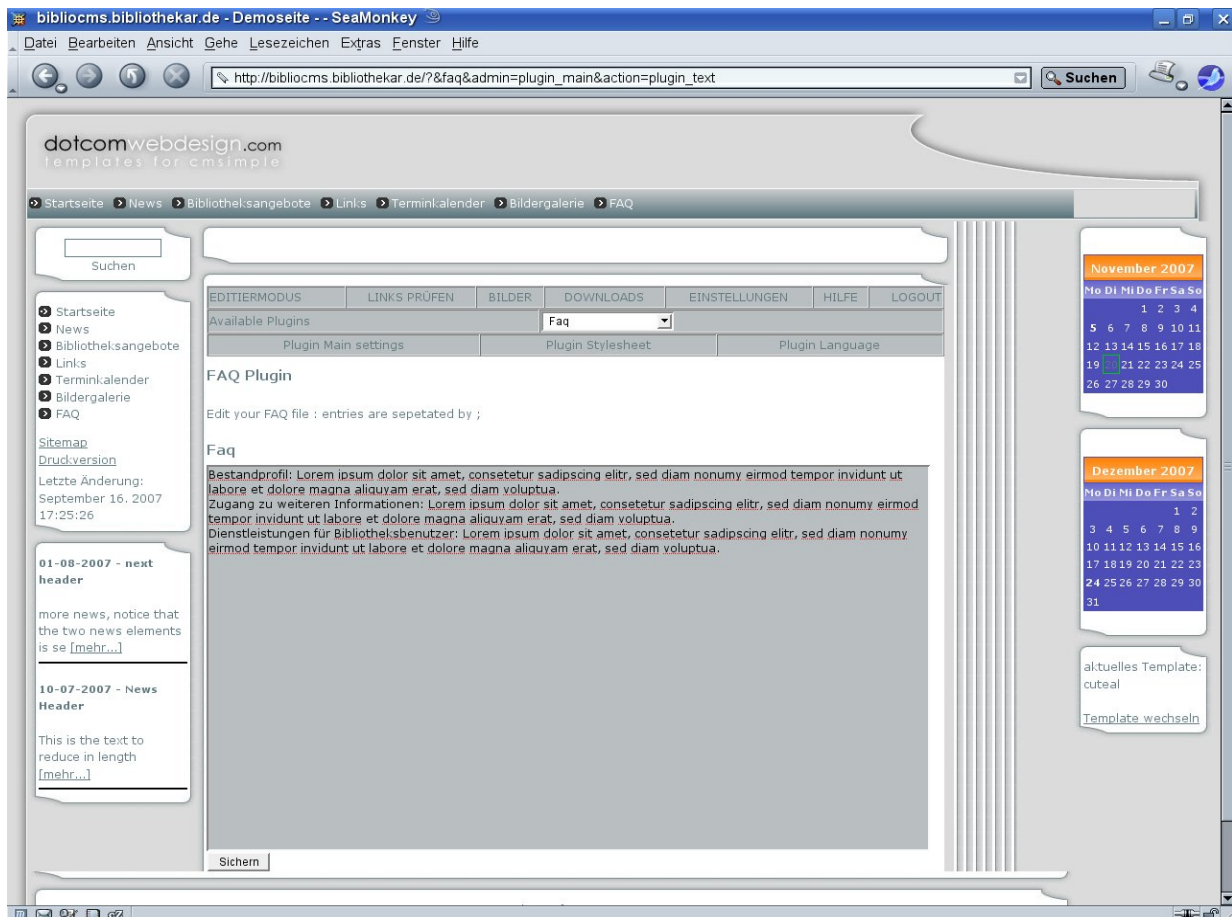 bibliocms.bibliothekar.de - Demoseite - - SeaMonkey
Datei Bearbeiten Ansicht Gehe Lesezeichen Extras Fenster Hilfe
http://bibliocms.bibliothekar.de/?&faq&admin=plugin_main&action=plugin_text
Suchen
dotcomwebdesign.com
templates for cmsimple
Startseite News Bibliotheksangebote Links Terminkalender Bildergalerie FAQ
Suchen
Startseite
News
Bibliotheksangebote
Links
Terminkalender
Bildergalerie
FAQ
Sitemap
Druckversion
Letzte Änderung:
September 16. 2007
17:25:26
01-08-2007 - next
header
more news, notice that
the two news elements
is se [mehr...]
10-07-2007 - News
Header
This is the text to
reduce in length
[mehr...]
EDITIERMODUS LINKS PRÜFEN BILDER DOWNLOADS EINSTELLUNGEN HILFE LOGOUT
Available Plugins Faq
Plugin Main settings Plugin Stylesheet Plugin Language
FAQ Plugin
Edit your FAQ file : entries are sepetated by ;
Faq
Bestandprofil: Lorem ipsum dolor sit amet, consetetur sadipscing elitr, sed diam nonumy eirmod tempor invidunt ut
labore et dolore magna aliquyam erat, sed diam voluptua.
Zugang zu weiteren Informationen: Lorem ipsum dolor sit amet, consetetur sadipscing elitr, sed diam nonumy eirmod
tempor invidunt ut labore et dolore magna aliquyam erat, sed diam voluptua.
Dienstleistungen für Bibliotheksbenutzer: Lorem ipsum dolor sit amet, consetetur sadipscing elitr, sed diam nonumy
eirmod tempor invidunt ut labore et dolore magna aliquyam erat, sed diam voluptua.
Sichern
November 2007
Mo Di Mi Do Fr Sa So
1 2 3 4
5 6 7 8 9 10 11
12 13 14 15 16 17 18
19 20 21 22 23 24 25
26 27 28 29 30
Dezember 2007
Mo Di Mi Do Fr Sa So
1 2
3 4 5 6 7 8 9
10 11 12 13 14 15 16
17 18 19 20 21 22 23
24 25 26 27 28 29 30
31
aktuelles Template:
cuteal
Template wechseln